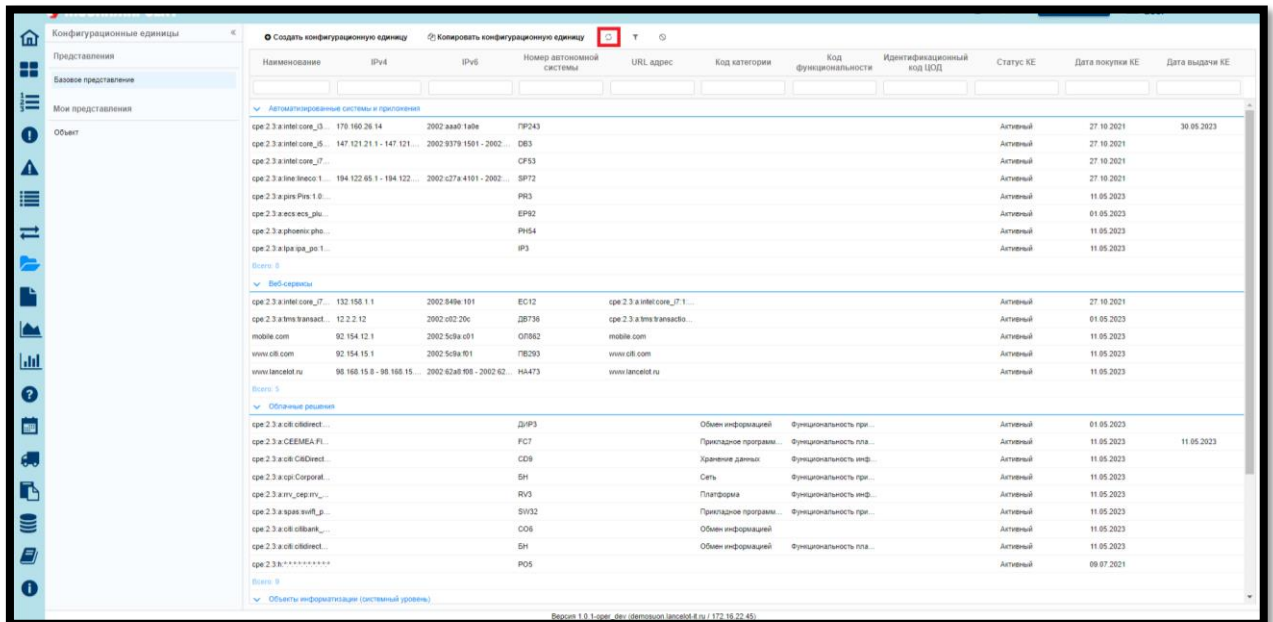 Конфигурационные единицы «
Создать конфигурационную единицу Копировать конфигурационную единицу
Представления
Базовое представление
Мои представления
Объект
Наименование IPv4 IPv6 Номер автономной системы URL адрес Код категории Код функциональности Идентификационный код ЦОД Статус КЕ Дата покупки КЕ Дата выдачи КЕ
Автоматизированные системы и приложения
cpe:2.3:a:intel:core_i3... 170.160.26.14 2002:aaa0:1a0e ПР243 Активный 27.10.2021 30.05.2023
cpe:2.3:a:intel:core_i5... 147.121.21.1 - 147.121.... 2002:9379:1501 - 2002:... DB3 Активный 27.10.2021
cpe:2.3:a:intel:core_i7... CF53 Активный 27.10.2021
cpe:2.3:a:line:lineco:1... 194.122.65.1 - 194.122.... 2002:c27a:4101 - 2002:... SP72 Активный 27.10.2021
cpe:2.3:a:pirs:Pirs:1.0:... PR3 Активный 11.05.2023
cpe:2.3:a:ecs:ecs_plu... EP92 Активный 01.05.2023
cpe:2.3:a:phoenix:pho... PH54 Активный 11.05.2023
cpe:2.3:a:Ipa:ipa_po:1... IP3 Активный 11.05.2023
Всего: 8
Веб-сервисы
cpe:2.3:a:intel:core_i7... 132.158.1.1 2002:849e:101 EC12 cpe:2.3:a:intel:core_i7:1:... Активный 27.10.2021
cpe:2.3:a:tms:transact... 12.2.2.12 2002:c02:20c ДВ736 cpe:2.3:a:tms:transactio... Активный 01.05.2023
mobile.com 92.154.12.1 2002:5c9a:c01 ОП862 mobile.com Активный 11.05.2023
www.citi.com 92.154.15.1 2002:5c9a:f01 ПВ293 www.citi.com Активный 11.05.2023
www.lancelot.ru 98.168.15.8 - 98.168.15.... 2002:62a8:f08 - 2002:62... НА473 www.lancelot.ru Активный 11.05.2023
Всего: 5
Облачные решения
cpe:2.3:a:citi:citidirect:... ДИР3 Обмен информацией Функциональность при... Активный 01.05.2023
cpe:2.3:a:CEEMEA:Fl... FC7 Прикладное программ... Функциональность пла... Активный 11.05.2023 11.05.2023
cpe:2.3:a:citi:CitiDirect... CD9 Хранение данных Функциональность инф... Активный 11.05.2023
cpe:2.3:a:cpi:Corporat... БН Сеть Функциональность при... Активный 11.05.2023
cpe:2.3:a:rrv_cep:rrv_... RV3 Платформа Функциональность инф... Активный 11.05.2023
cpe:2.3:a:spas:swift_p... SW32 Прикладное программ... Функциональность при... Активный 11.05.2023
cpe:2.3:a:citi:citibank_... CO6 Обмен информацией Активный 11.05.2023
cpe:2.3:a:citi:citidirect... БН Обмен информацией Функциональность пла... Активный 11.05.2023
cpe:2.3:h:*:*:*:*:*:*:*:*:*:* PO5 Активный 09.07.2021
Всего: 9
Объекты информатизации (системный уровень)
Версия 1.0.1-oper_dev (demosuon.lancelot-it.ru / 172.16.22.45)